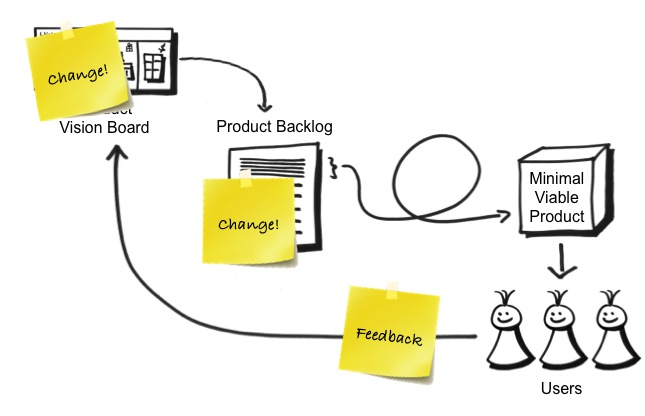 Change!
Vision Board
Product Backlog
Change!
Minimal
Viable
Product
Feedback
Users